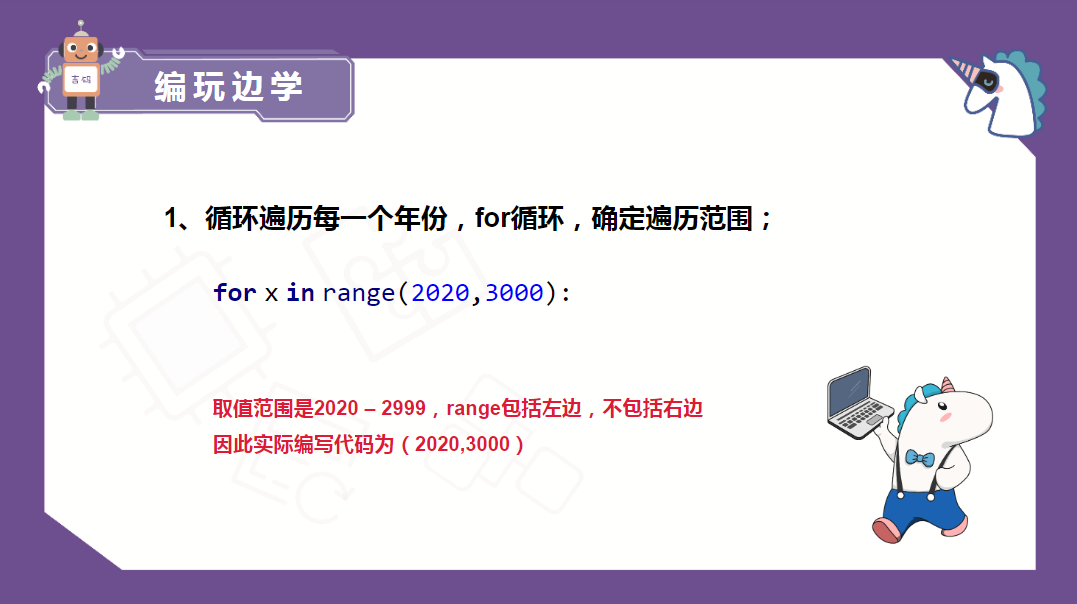 吉码
编玩边学
1、循环遍历每一个年份，for循环，确定遍历范围；
for x in range(2020,3000):
取值范围是2020 – 2999，range包括左边，不包括右边
因此实际编写代码为（2020,3000）